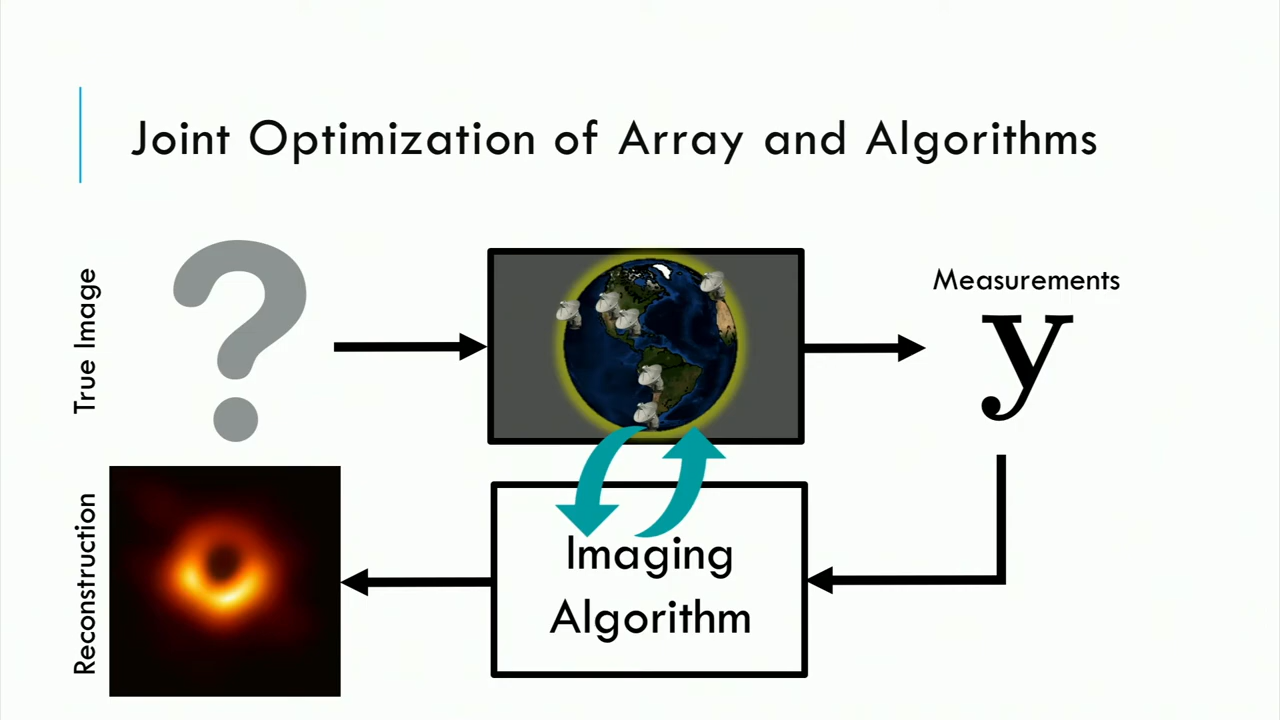 Joint Optimization of Array and Algorithms
True Image
Measurements
y
Reconstruction
Imaging
Algorithm